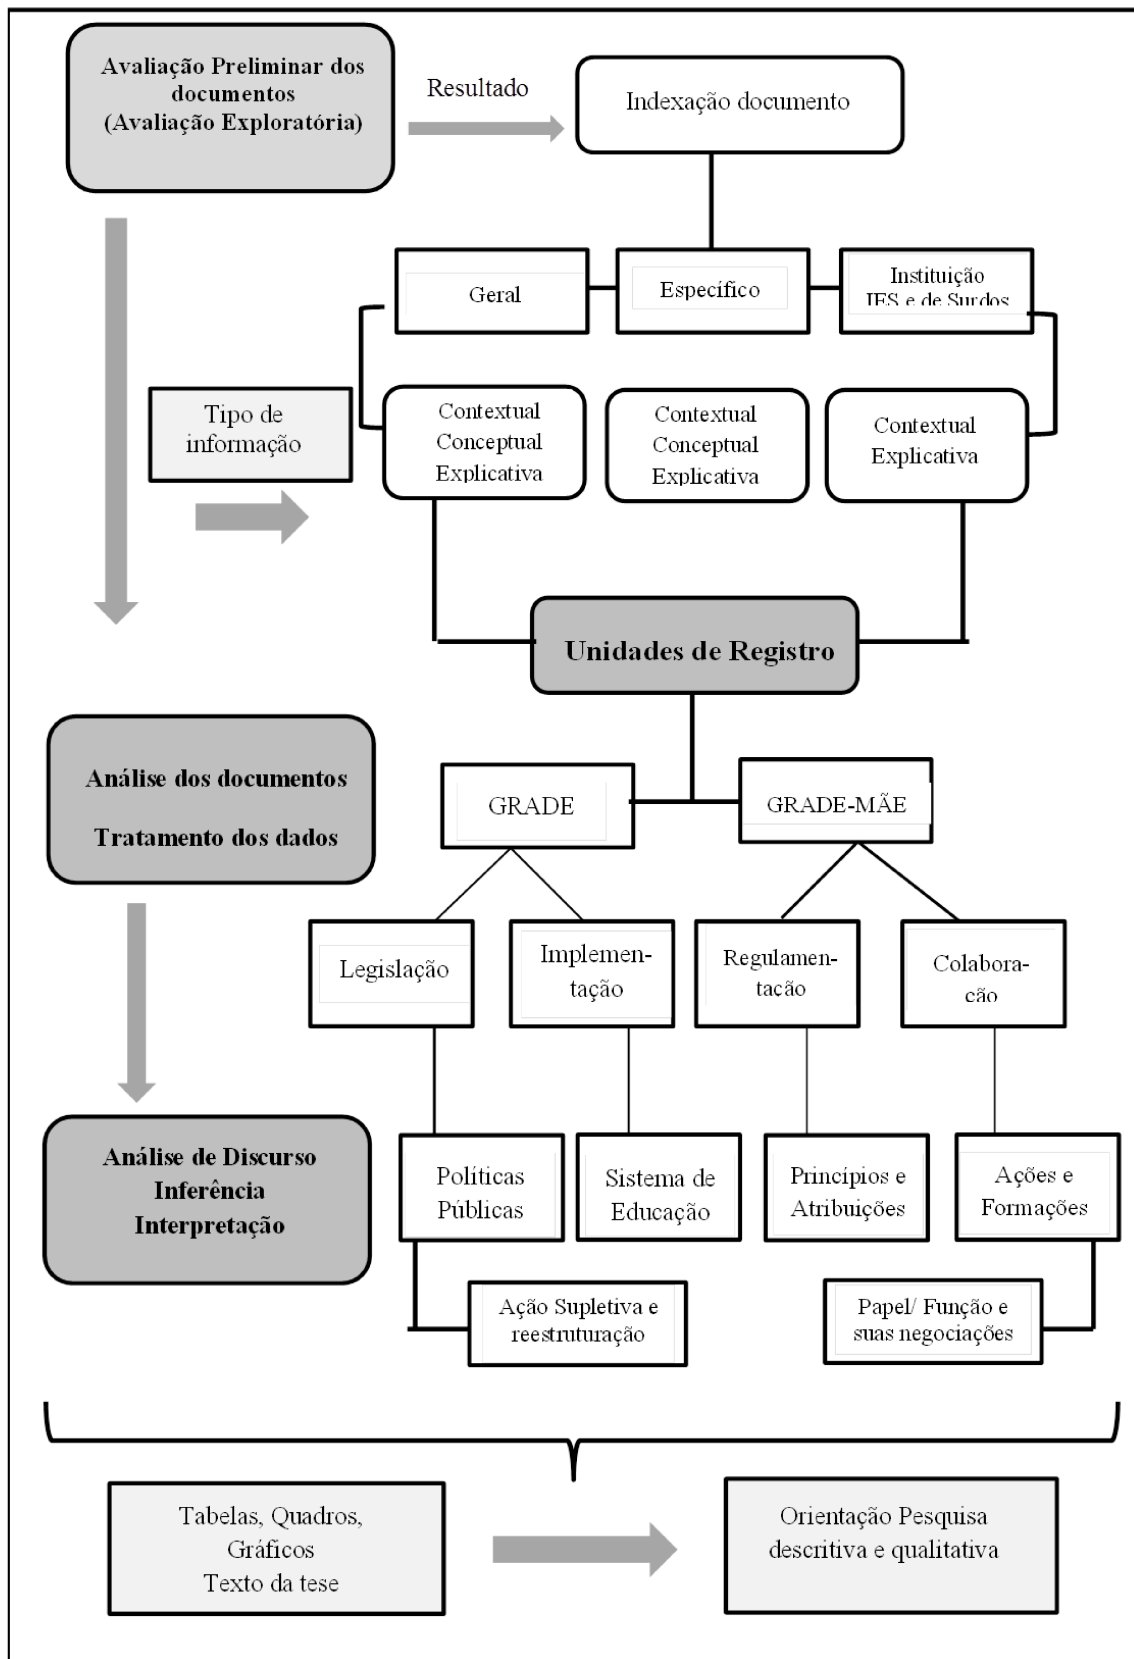 Avaliação Preliminar dos
documentos
(Avaliação Exploratória)
Resultado
Indexação documento
Geral
Específico
Instituição
IES e de Surdos
Tipo de
informação
Contextual
Conceptual
Explicativa
Contextual
Conceptual
Explicativa
Contextual
Explicativa
Unidades de Registro
Análise dos documentos
Tratamento dos dados
GRADE
GRADE-MÃE
Legislação
Implemen-
tação
Regulamen-
tação
Colabora-
ção
Análise de Discurso
Inferência
Interpretação
Políticas
Públicas
Sistema de
Educação
Princípios e
Atribuições
Ações e
Formações
Ação Supletiva e
reestruturação
Papel/ Função e
suas negociações
Tabelas, Quadros,
Gráficos
Texto da tese
Orientação Pesquisa
descritiva e qualitativa